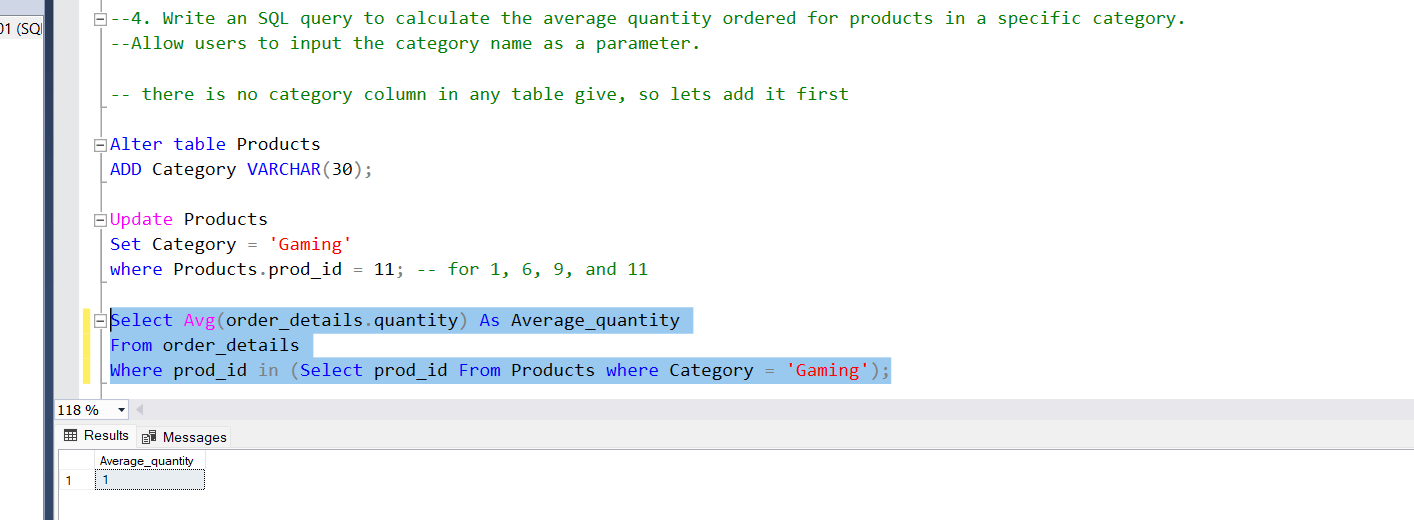 01 (SQ
--4. Write an SQL query to calculate the average quantity ordered for products in a specific category.
--Allow users to input the category name as a parameter.
-- there is no category column in any table give, so lets add it first
Alter table Products
ADD Category VARCHAR(30);
Update Products
Set Category = 'Gaming'
where Products.prod_id = 11; -- for 1, 6, 9, and 11
Select Avg(order_details.quantity) As Average_quantity
From order_details
Where prod_id in (Select prod_id From Products where Category = 'Gaming');
118 %
Results Messages
Average_quantity
1 1